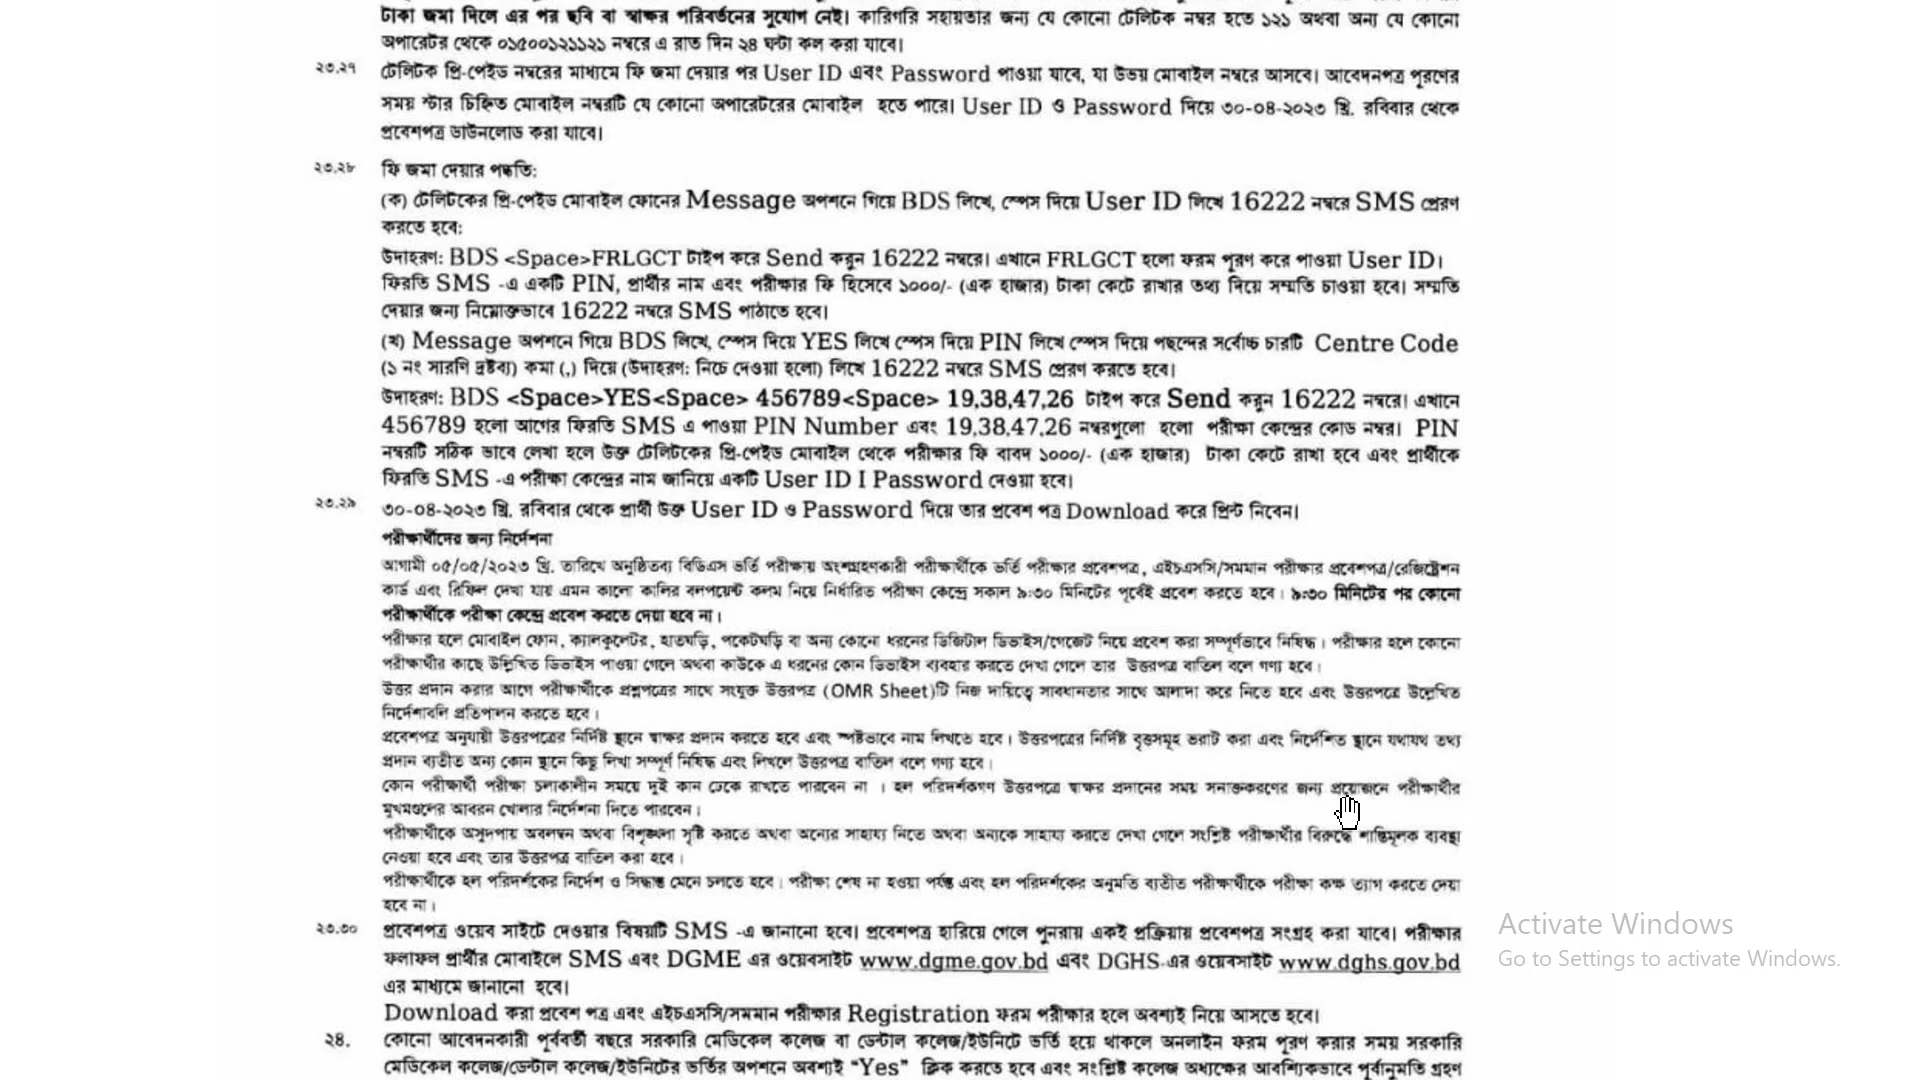 টাকা জমা দিলে এর পর ছবি বা স্বাক্ষর পরিবর্তনের সুযোগ নেই। কারিগরি সহায়তার জন্য যে কোনো টেলিটক নম্বর হতে ১২১ অথবা অন্য যে কোনো
অপারেটর থেকে ০১৫০০১২১১২১ নম্বরে এ রাত দিন ২৪ ঘন্টা কল করা যাবে।
২৩.২৭ টেলিটক প্রি-পেইড নম্বরের মাধ্যমে ফি জমা দেয়ার পর User ID এবং Password পাওয়া যাবে, যা উভয় মোবাইল নম্বরে আসবে। আবেদনপত্র পূরণের
সময় স্টার চিহ্নিত মোবাইল নম্বরটি যে কোনো অপারেটরের মোবাইল হতে পারে। User ID ও Password দিয়ে ৩০-০৪-২০২৩ খ্রি. রবিবার থেকে
প্রবেশপত্র ডাউনলোড করা যাবে।
২৩.২৮ ফি জমা দেয়ার পদ্ধতি:
(ক) টেলিটকের প্রি-পেইড মোবাইল ফোনের Message অপশনে গিয়ে BDS লিখে, স্পেস দিয়ে User ID লিখে 16222 নম্বরে SMS প্রেরণ
করতে হবে:
উদাহরণ: BDS <Space>FRLGCT টাইপ করে Send করুন 16222 নম্বরে। এখানে FRLGCT হলো ফরম পূরণ করে পাওয়া User ID।
ফিরতি SMS -এ একটি PIN, প্রার্থীর নাম এবং পরীক্ষার ফি হিসেবে ১০০০/- (এক হাজার) টাকা কেটে রাখার তথ্য দিয়ে সম্মতি চাওয়া হবে। সম্মতি
দেয়ার জন্য নিম্নোক্তভাবে 16222 নম্বরে SMS পাঠাতে হবে।
(খ) Message অপশনে গিয়ে BDS লিখে, স্পেস দিয়ে YES লিখে স্পেস দিয়ে PIN লিখে স্পেস দিয়ে পছন্দের সর্বোচ্চ চারটি Centre Code
(১ নং সারণি দ্রষ্টব্য) কমা (,) দিয়ে (উদাহরণ: নিচে দেওয়া হলো) লিখে 16222 নম্বরে SMS প্রেরণ করতে হবে।
উদাহরণ: BDS <Space>YES<Space> 456789<Space> 19,38,47,26 টাইপ করে Send করুন 16222 নম্বরে। এখানে
456789 হলো আগের ফিরতি SMS এ পাওয়া PIN Number এবং 19,38,47,26 নম্বরগুলো হলো পরীক্ষা কেন্দ্রের কোড নম্বর। PIN
নম্বরটি সঠিক ভাবে লেখা হলে উক্ত টেলিটকের প্রি-পেইড মোবাইল থেকে পরীক্ষার ফি বাবদ ১০০০/- (এক হাজার) টাকা কেটে রাখা হবে এবং প্রার্থীকে
ফিরতি SMS -এ পরীক্ষা কেন্দ্রের নাম জানিয়ে একটি User ID I Password দেওয়া হবে।
২৩.২৯ ৩০-০৪-২০২৩ খ্রি. রবিবার থেকে প্রার্থী উক্ত User ID ও Password দিয়ে তার প্রবেশ পত্র Download করে প্রিন্ট নিবেন।
পরীক্ষার্থীদের জন্য নির্দেশনা
আগামী ০৫/০৫/২০২৩ খ্রি. তারিখে অনুষ্ঠিতব্য বিডিএস ভর্তি পরীক্ষায় অংশগ্রহণকারী পরীক্ষার্থীকে ভর্তি পরীক্ষার প্রবেশপত্র, এইচএসসি/সমমান পরীক্ষার প্রবেশপত্র/রেজিস্ট্রেশন
কার্ড এবং রিফিল দেখা যায় এমন কালো কালির বলপয়েন্ট কলম নিয়ে নির্ধারিত পরীক্ষা কেন্দ্রে সকাল ৯:৩০ মিনিটের পূর্বেই প্রবেশ করতে হবে। ৯:৩০ মিনিটের পর কোনো
পরীক্ষার্থীকে পরীক্ষা কেন্দ্রে প্রবেশ করতে দেয়া হবে না।
পরীক্ষার হলে মোবাইল ফোন, ক্যালকুলেটর, হাতঘড়ি, পকেটঘড়ি বা অন্য কোনো ধরনের ডিজিটাল ডিভাইস/গেজেট নিয়ে প্রবেশ করা সম্পূর্ণভাবে নিষিদ্ধ। পরীক্ষার হলে কোনো
পরীক্ষার্থীর কাছে উল্লিখিত ডিভাইস পাওয়া গেলে অথবা কাউকে এ ধরনের কোন ডিভাইস ব্যবহার করতে দেখা গেলে তার উত্তরপত্র বাতিল বলে গণ্য হবে।
উত্তর প্রদান করার আগে পরীক্ষার্থীকে প্রশ্নপত্রের সাথে সংযুক্ত উত্তরপত্র (OMR Sheet)টি নিজ দায়িত্বে সাবধানতার সাথে আলাদা করে নিতে হবে এবং উত্তরপত্রে উল্লেখিত
নির্দেশাবলি প্রতিপালন করতে হবে।
প্রবেশপত্র অনুযায়ী উত্তরপত্রের নির্দিষ্ট স্থানে স্বাক্ষর প্রদান করতে হবে এবং স্পষ্টভাবে নাম লিখতে হবে। উত্তরপত্রের নির্দিষ্ট বৃত্তসমূহ ভরাট করা এবং নির্দেশিত স্থানে যথাযথ তথ্য
প্রদান ব্যতীত অন্য কোন স্থানে কিছু লিখা সম্পূর্ণ নিষিদ্ধ এবং লিখলে উত্তরপত্র বাতিল বলে গণ্য হবে।
কোন পরীক্ষার্থী পরীক্ষা চলাকালীন সময়ে দুই কান ঢেকে রাখতে পারবেন না । হল পরিদর্শকগণ উত্তরপত্রে স্বাক্ষর প্রদানের সময় সনাক্তকরণের জন্য প্রয়োজনে পরীক্ষার্থীর
মুখমণ্ডলের আবরন খোলার নির্দেশনা দিতে পারবেন।
পরীক্ষার্থীকে অসুদপায় অবলম্বন অথবা বিশৃঙ্খলা সৃষ্টি করতে অথবা অন্যের সাহায্য নিতে অথবা অন্যকে সাহায্য করতে দেখা গেলে সংশ্লিষ্ট পরীক্ষার্থীর বিরুদ্ধে শাস্তিমূলক ব্যবস্থা
নেওয়া হবে এবং তার উত্তরপত্র বাতিল করা হবে।
পরীক্ষার্থীকে হল পরিদর্শকের নির্দেশ ও সিদ্ধান্ত মেনে চলতে হবে। পরীক্ষা শেষ না হওয়া পর্যন্ত এবং হল পরিদর্শকের অনুমতি ব্যতীত পরীক্ষার্থীকে পরীক্ষা কক্ষ ত্যাগ করতে দেয়া
হবে না।
২৩.৩০ প্রবেশপত্র ওয়েব সাইটে দেওয়ার বিষয়টি SMS -এ জানানো হবে। প্রবেশপত্র হারিয়ে গেলে পুনরায় একই প্রক্রিয়ায় প্রবেশপত্র সংগ্রহ করা যাবে। পরীক্ষার
ফলাফল প্রার্থীর মোবাইলে SMS এবং DGME এর ওয়েবসাইট www.dgme.gov.bd এবং DGHS-এর ওয়েবসাইট www.dghs.gov.bd
এর মাধ্যমে জানানো হবে।
Download করা প্রবেশ পত্র এবং এইচএসসি/সমমান পরীক্ষার Registration ফরম পরীক্ষার হলে অবশ্যই নিয়ে আসতে হবে।
২৪. কোনো আবেদনকারী পূর্ববর্তী বছরে সরকারি মেডিকেল কলেজ বা ডেন্টাল কলেজ/ইউনিটে ভর্তি হয়ে থাকলে অনলাইন ফরম পূরণ করার সময় সরকারি
মেডিকেল কলেজ/ডেন্টাল কলেজ/ইউনিটের ভর্তির অপশনে অবশ্যই "Yes" ক্লিক করতে হবে এবং সংশ্লিষ্ট কলেজ অধ্যক্ষের আবশ্যিকভাবে পূর্বানুমতি গ্রহণ
Activate Windows
Go to Settings to activate Windows.